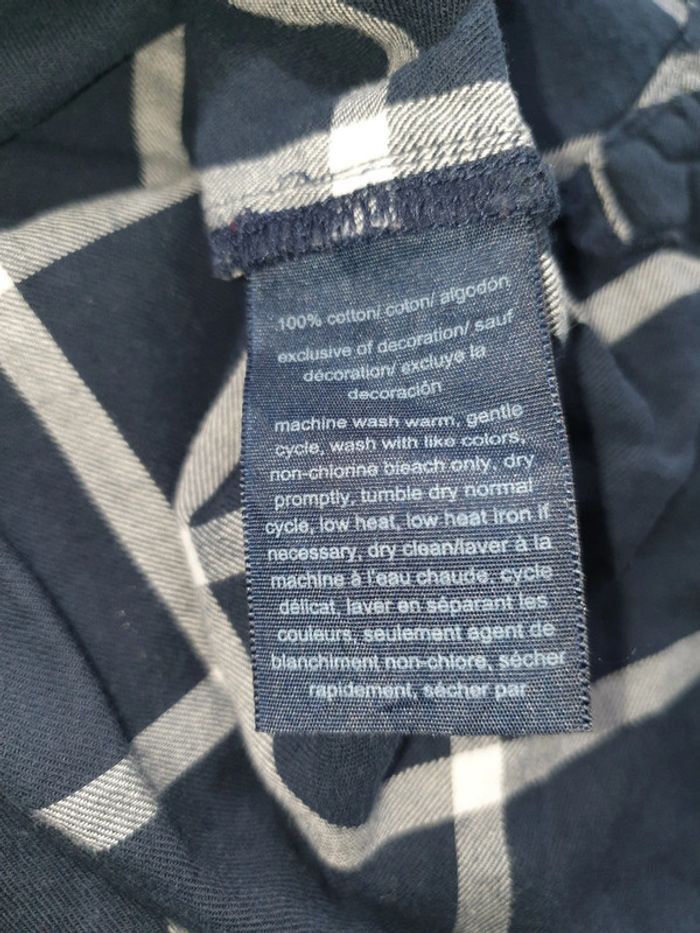 100% cotton/ coton/ algodón
exclusive of decoration/ sauf
décoration/ excluye la
decoración
machine wash warm, gentle
cycle, wash with like colors,
non-chlorine bleach only, dry
promptly, tumble dry normal
cycle, low heat, low heat iron if
necessary, dry clean/laver à la
machine à l'eau chaude, cycle
délicat, laver en séparant les
couleurs, seulement agent de
blanchiment non-chlore, sécher
rapidement, sécher par